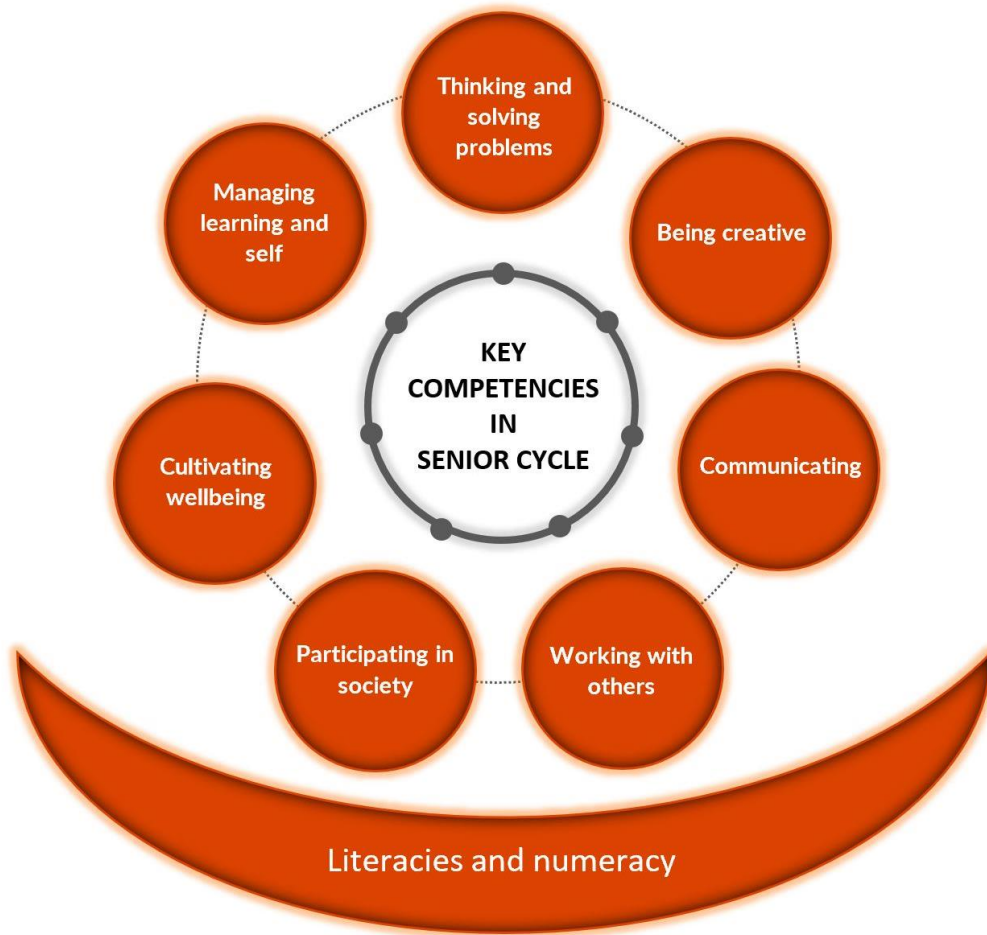 Thinking and
solving
problems
Managing
learning and
self
Being creative
KEY
COMPETENCIES
IN
SENIOR CYCLE
Cultivating
wellbeing
Communicating
Participating in
society
Working with
others
Literacies and numeracy